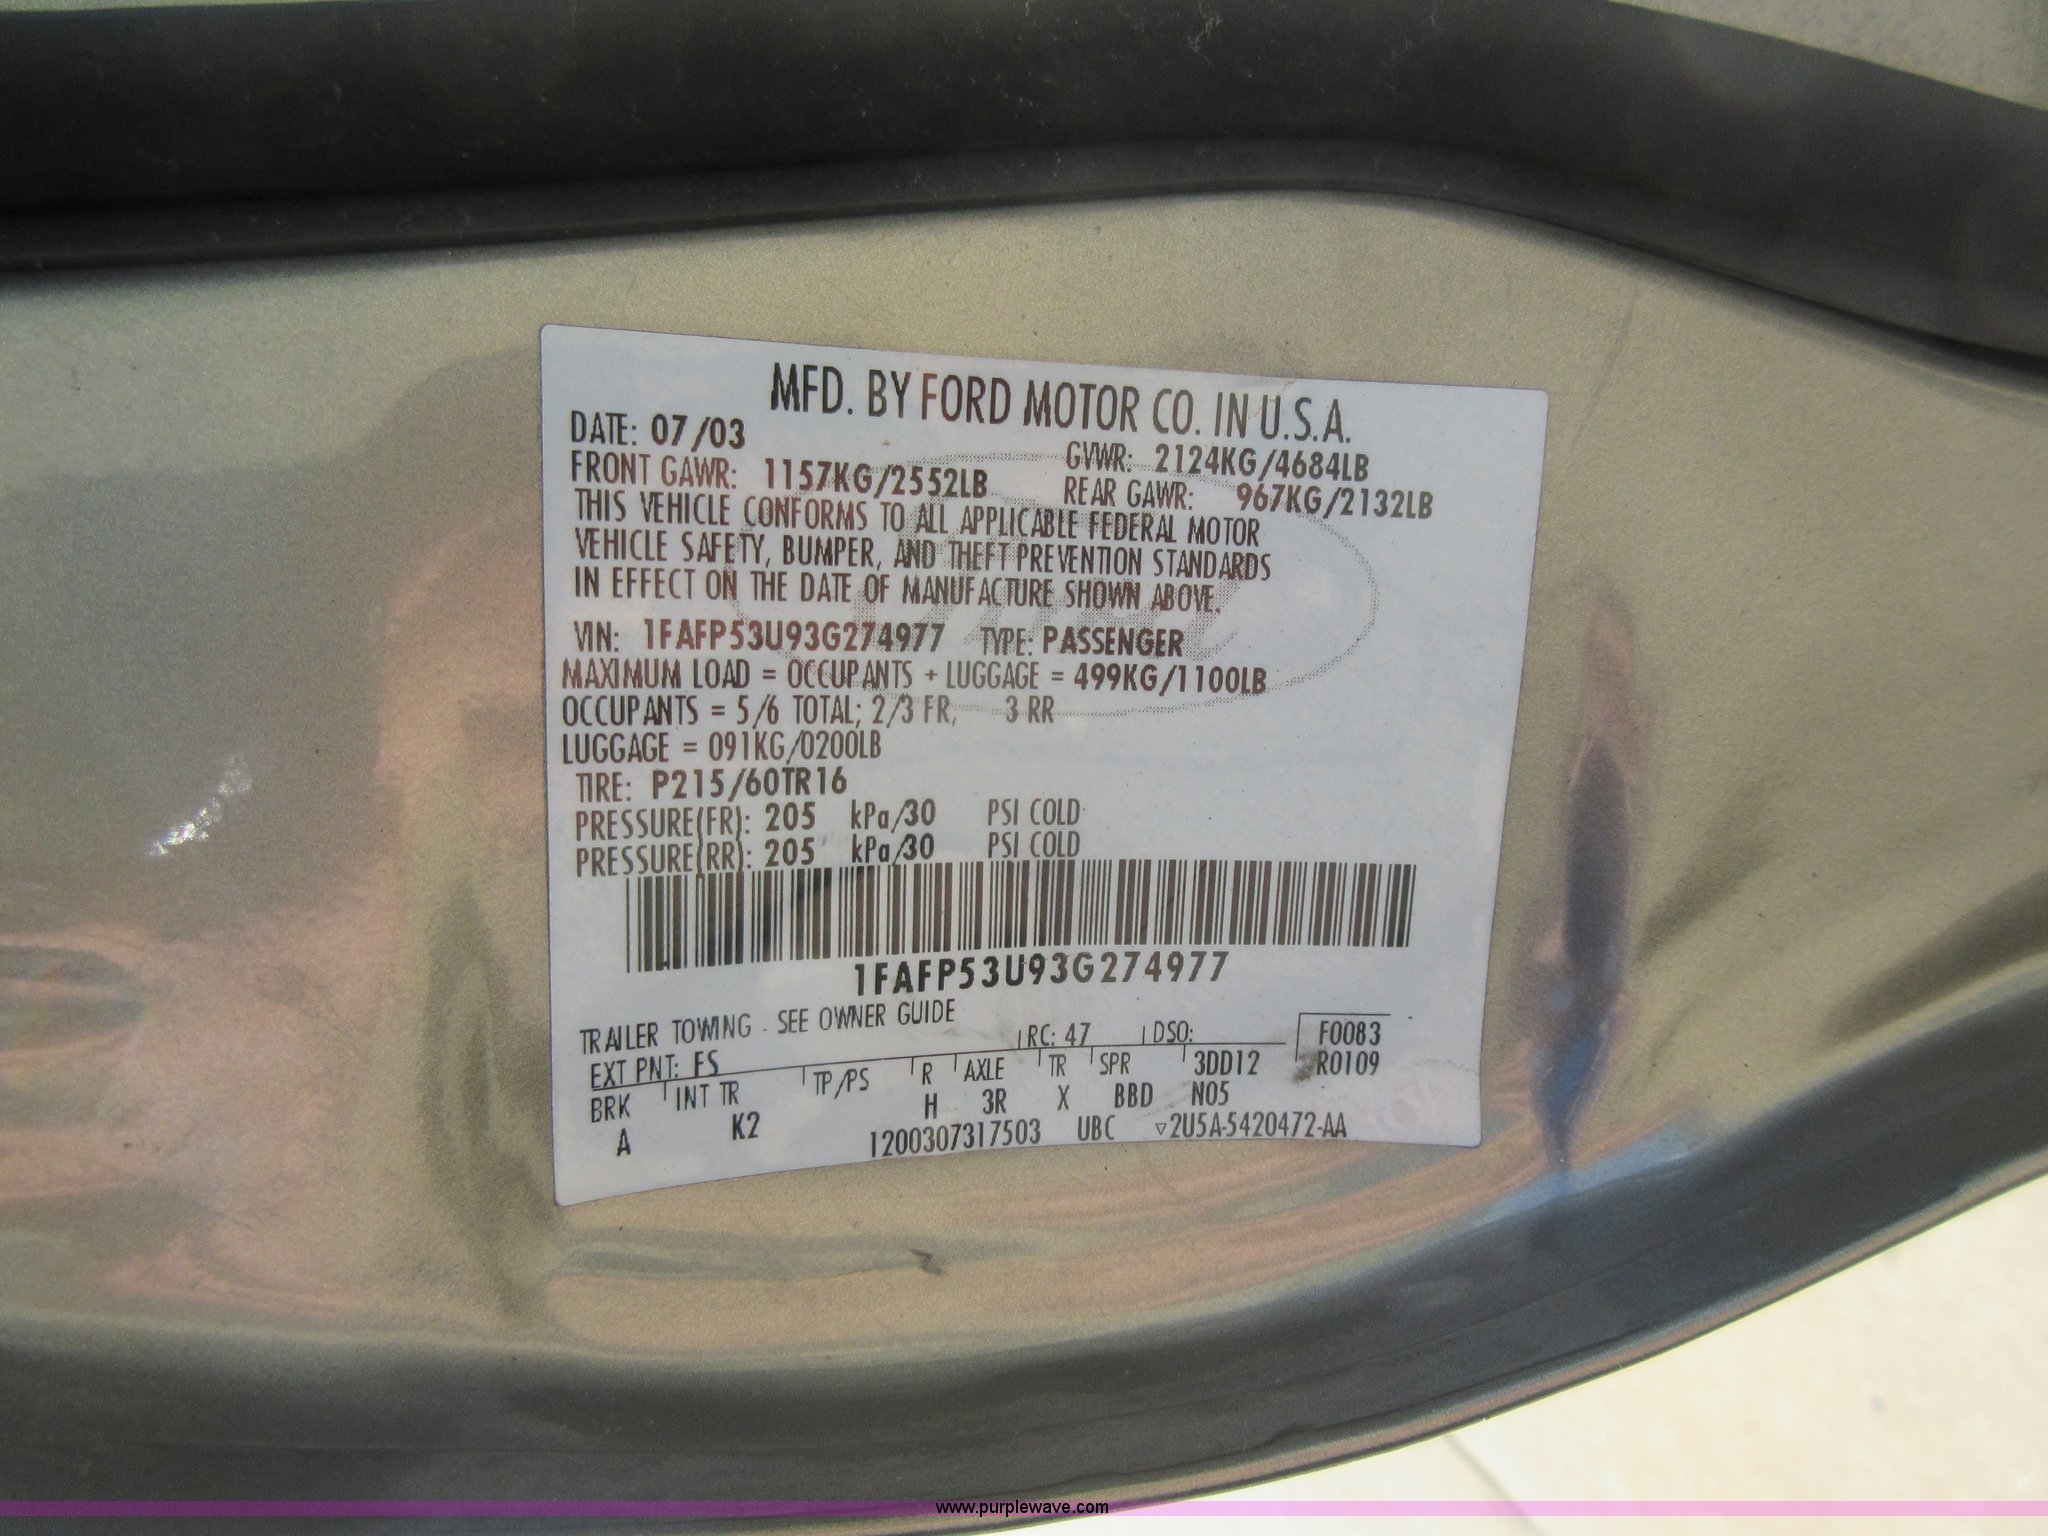 MFD. BY FORD MOTOR CO. IN U.S.A.
DATE: 07/03
GVWR: 2124KG/4684LB
FRONT GAWR: 1157KG/2552LB
REAR GAWR: 967KG/2132LB
THIS VEHICLE CONFORMS TO ALL APPLICABLE FEDERAL MOTOR
VEHICLE SAFETY, BUMPER, AND THEFT PREVENTION STANDARDS
IN EFFECT ON THE DATE OF MANUFACTURE SHOWN ABOVE.
VIN: 1FAFP53U93G274977 TYPE: PASSENGER
MAXIMUM LOAD = OCCUPANTS + LUGGAGE = 499KG/1100LB
OCCUPANTS = 5/6 TOTAL; 2/3 FR, 3 RR
LUGGAGE = 091KG/0200LB
TIRE: P215/60TR16
PRESSURE(FR): 205 kPa/30 PSI COLD
PRESSURE(RR): 205 kPa/30 PSI COLD
1FAFP53U93G274977
TRAILER TOWING - SEE OWNER GUIDE
EXT PNT: FS RC: 47 DSO: F0083
BRK INT TR TP/PS R AXLE TR SPR 3DD12 R0109
A K2 H 3R X BBD N05
1200307317503 UBC ▿2U5A-5420472-AA
www.purplewave.com